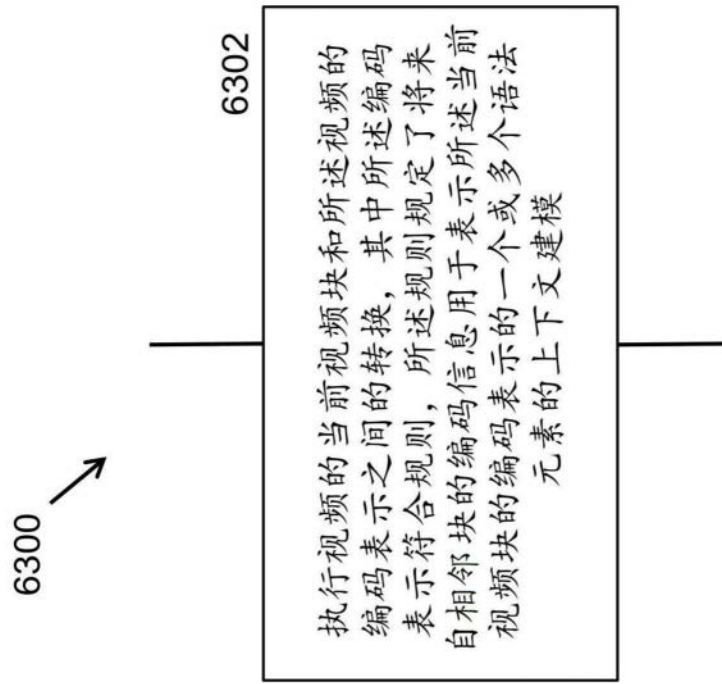 6300
6302
执行视频的当前视频块和所述视频的
编码表示之间的转换，其中所述编码
表示符合规则，所述规则规定了将来
自相邻块的编码信息用于表示所述当前
视频块的编码表示的一个或多个语法
元素的上下文建模